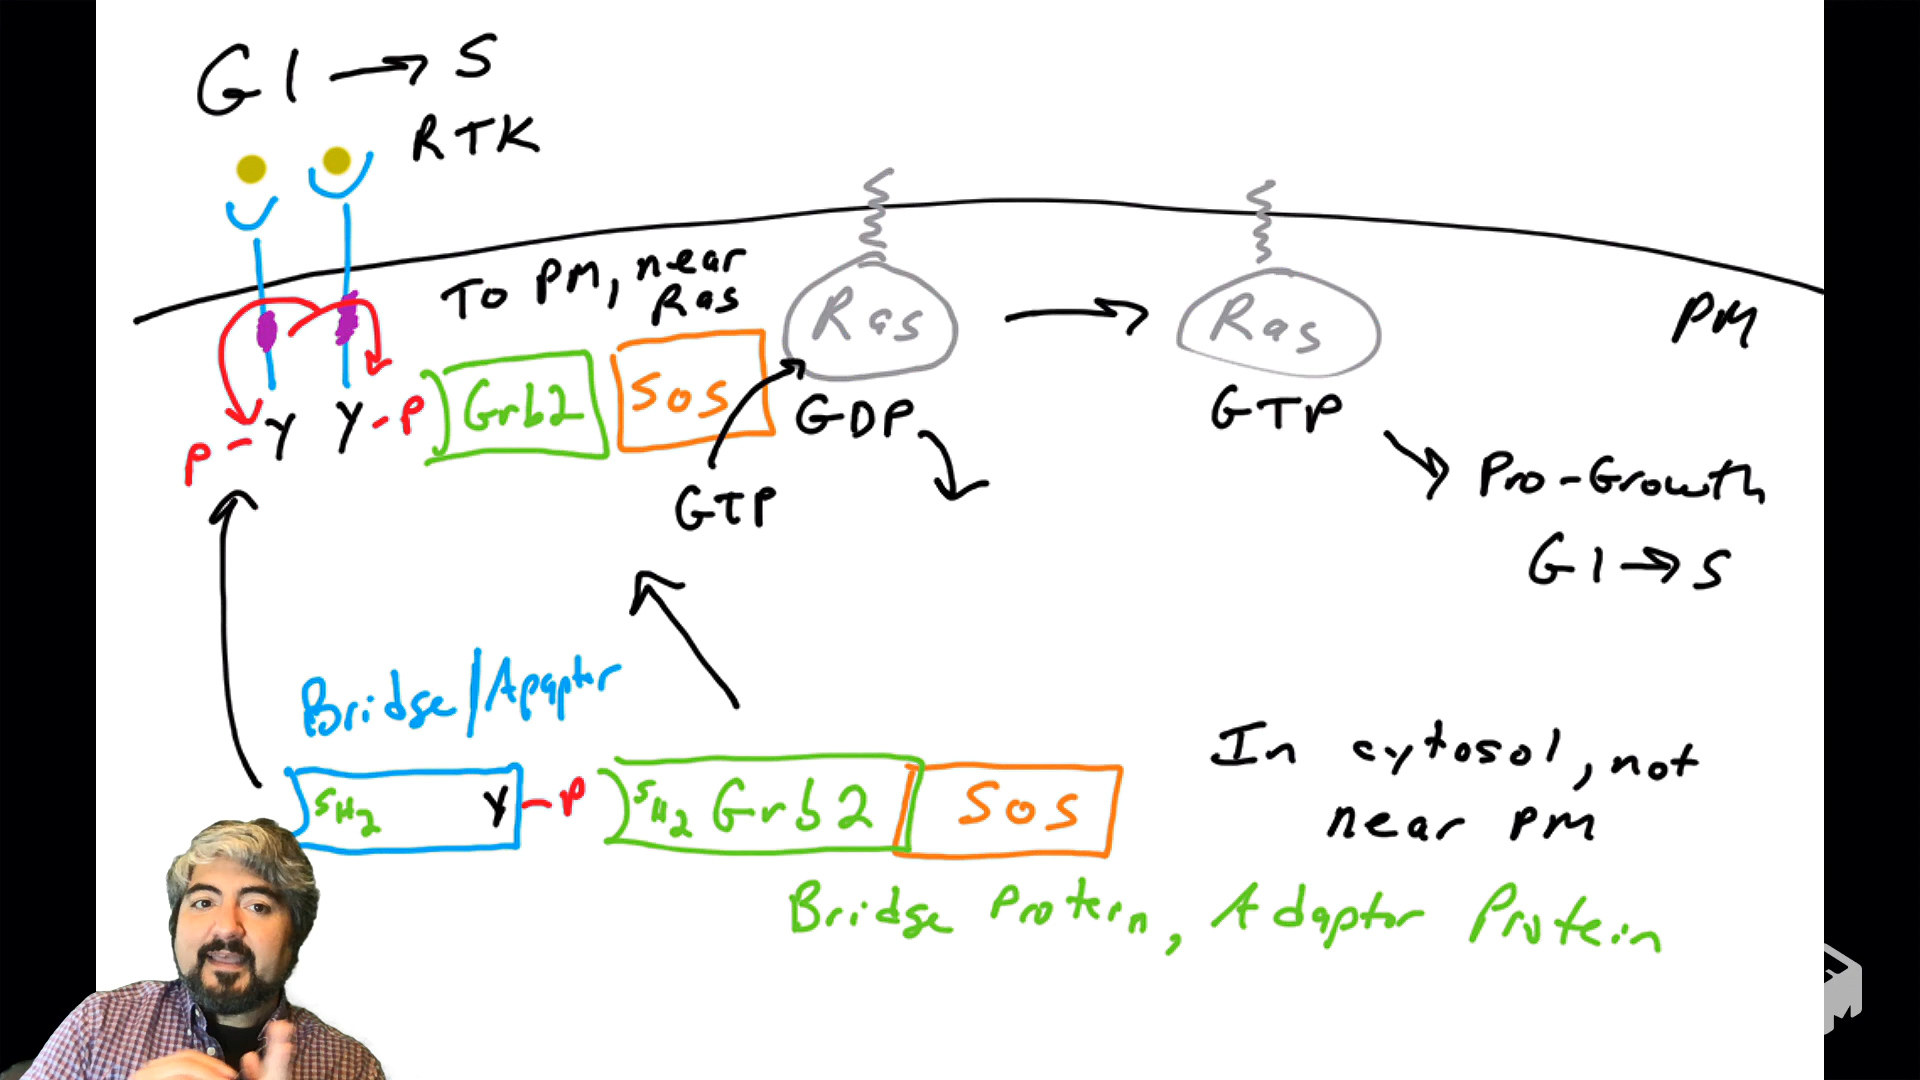 G1 → S
RTK
To PM, near
Ras
Ras
Ras
PM
P-Y
Y-P
Grb2
Sos
GDP
GTP
GTP
Pro-Growth
G1 → S
Bridge/Apaptor
SH2
Y-P
SH2 Grb2
Sos
In cytosol, not
near PM
Bridge Protein, Adaptor Protein